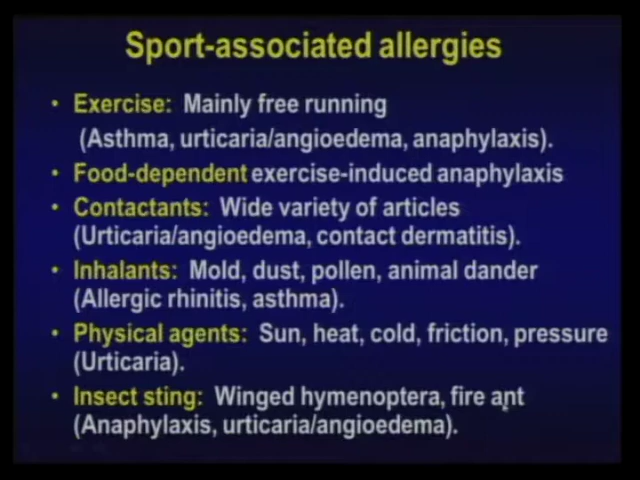 Sport-associated allergies
• Exercise: Mainly free running
(Asthma, urticaria/angioedema, anaphylaxis).
• Food-dependent exercise-induced anaphylaxis
• Contactants: Wide variety of articles
(Urticaria/angioedema, contact dermatitis).
• Inhalants: Mold, dust, pollen, animal dander
(Allergic rhinitis, asthma).
• Physical agents: Sun, heat, cold, friction, pressure
(Urticaria).
• Insect sting: Winged hymenoptera, fire ant
(Anaphylaxis, urticaria/angioedema).